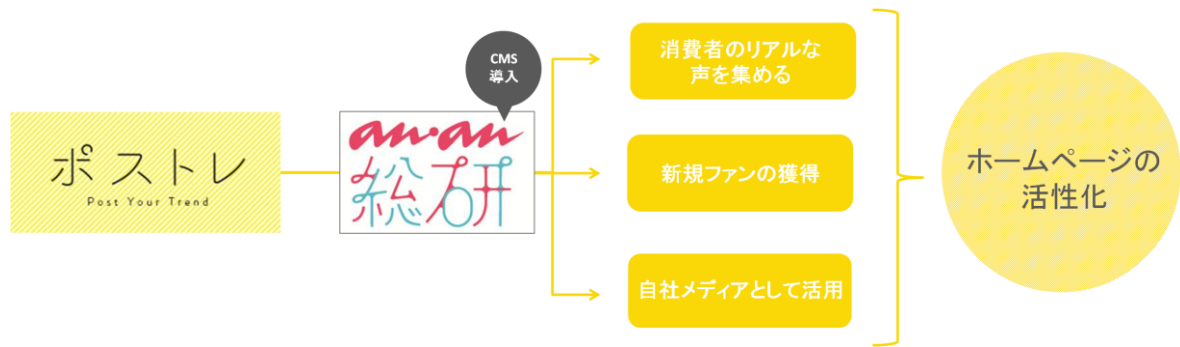 ポストレ
Post Your Trend
CMS
導入
an・an
総研
消費者のリアルな
声を集める
新規ファンの獲得
自社メディアとして活用
ホームページの
活性化